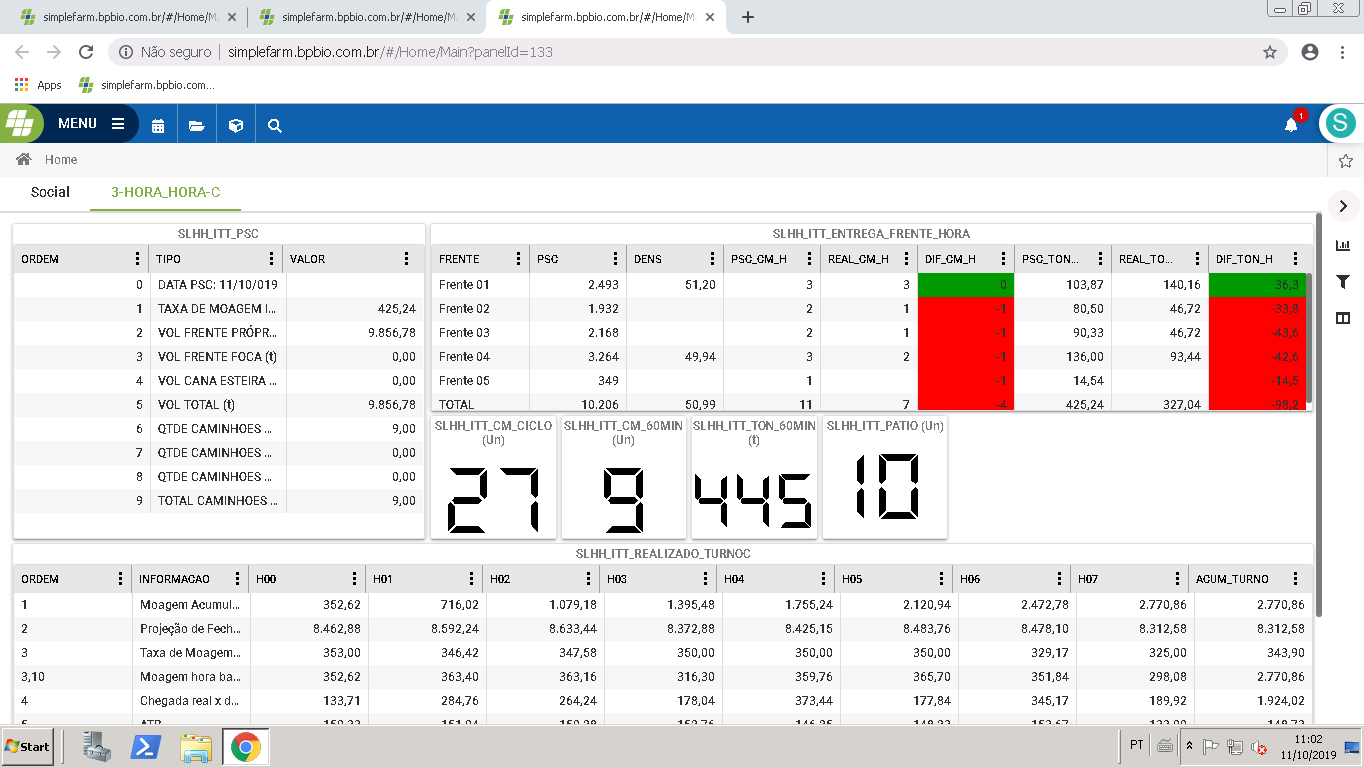 simplefarm.bpbio.com.br/#/Home/M simplefarm.bpbio.com.br/#/Home/M simplefarm.bpbio.com.br/#/Home/M
Não seguro simplefarm.bpbio.com.br/#/Home/Main?panelId=133
Apps simplefarm.bpbio.com...
MENU 1 S
Home
Social 3-HORA_HORA-C
SLHH_ITT_PSC
ORDEM TIPO VALOR
0 DATA PSC: 11/10/019
1 TAXA DE MOAGEM I... 425,24
2 VOL FRENTE PRÓPR... 9.856,78
3 VOL FRENTE FOCA (t) 0,00
4 VOL CANA ESTEIRA ... 0,00
5 VOL TOTAL (t) 9.856,78
6 QTDE CAMINHOES ... 9,00
7 QTDE CAMINHOES ... 0,00
8 QTDE CAMINHOES ... 0,00
9 TOTAL CAMINHOES ... 9,00
SLHH_ITT_ENTREGA_FRENTE_HORA
FRENTE PSC DENS PSC_CM_H REAL_CM_H DIF_CM_H PSC_TON... REAL_TO... DIF_TON_H
Frente 01 2.493 51,20 3 3 0 103,87 140,16 36,3
Frente 02 1.932 2 1 -1 80,50 46,72 -33,8
Frente 03 2.168 2 1 -1 90,33 46,72 -43,6
Frente 04 3.264 49,94 3 2 -1 136,00 93,44 -42,6
Frente 05 349 1 -1 14,54 -14,5
TOTAL 10.206 50,99 11 7 -4 425,24 327,04 -98,2
SLHH_ITT_CM_CICLO (Un)
27
SLHH_ITT_CM_60MIN (Un)
9
SLHH_ITT_TON_60MIN (t)
445
SLHH_ITT_PATIO (Un)
10
SLHH_ITT_REALIZADO_TURNOC
ORDEM INFORMACAO H00 H01 H02 H03 H04 H05 H06 H07 ACUM_TURNO
1 Moagem Acumul... 352,62 716,02 1.079,18 1.395,48 1.755,24 2.120,94 2.472,78 2.770,86 2.770,86
2 Projeção de Fech... 8.462,88 8.592,24 8.633,44 8.372,88 8.425,15 8.483,76 8.478,10 8.312,58 8.312,58
3 Taxa de Moagem... 353,00 346,42 347,58 350,00 350,00 350,00 329,17 325,00 343,90
3,10 Moagem hora ba... 352,62 363,40 363,16 316,30 359,76 365,70 351,84 298,08 2.770,86
4 Chegada real x d... 133,71 284,76 264,24 178,04 373,44 177,84 345,17 189,92 1.924,02
Start PT 11:02
11/10/2019